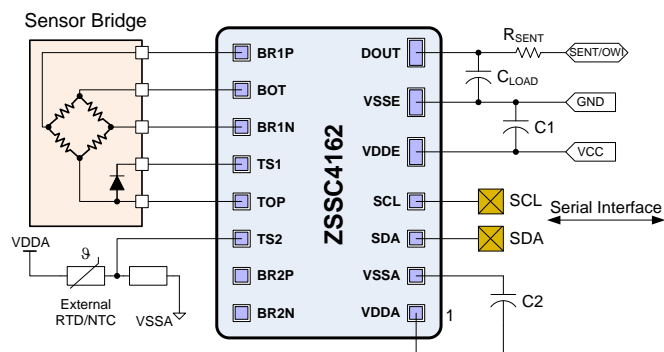 Sensor Bridge
BR1P
BOT
BR1N
TS1
TOP
TS2
BR2P
BR2N
ZSSC4162
DOUT
VSSE
VDDE
SCL
SDA
VSSA
VDDA
1
RSENT
SENT/OWI
CLOAD
GND
C1
VCC
SCL
SDA
Serial Interface
C2
VDDA
ϑ
External
RTD/NTC
VSSA